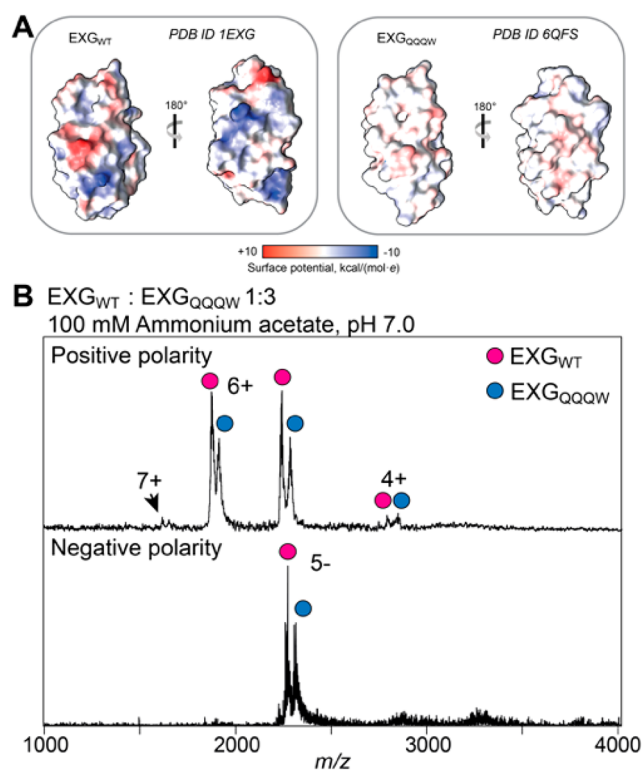 A
EXGWT PDB ID 1EXG
180°
EXGQQQW PDB ID 6QFS
180°
+10 -10
Surface potential, kcal/(mol·e)
B EXGWT : EXGQQQW 1:3
100 mM Ammonium acetate, pH 7.0
Positive polarity
EXGWT
EXGQQQW
6+
7+
4+
Negative polarity
5-
1000 2000 3000 4000
m/z